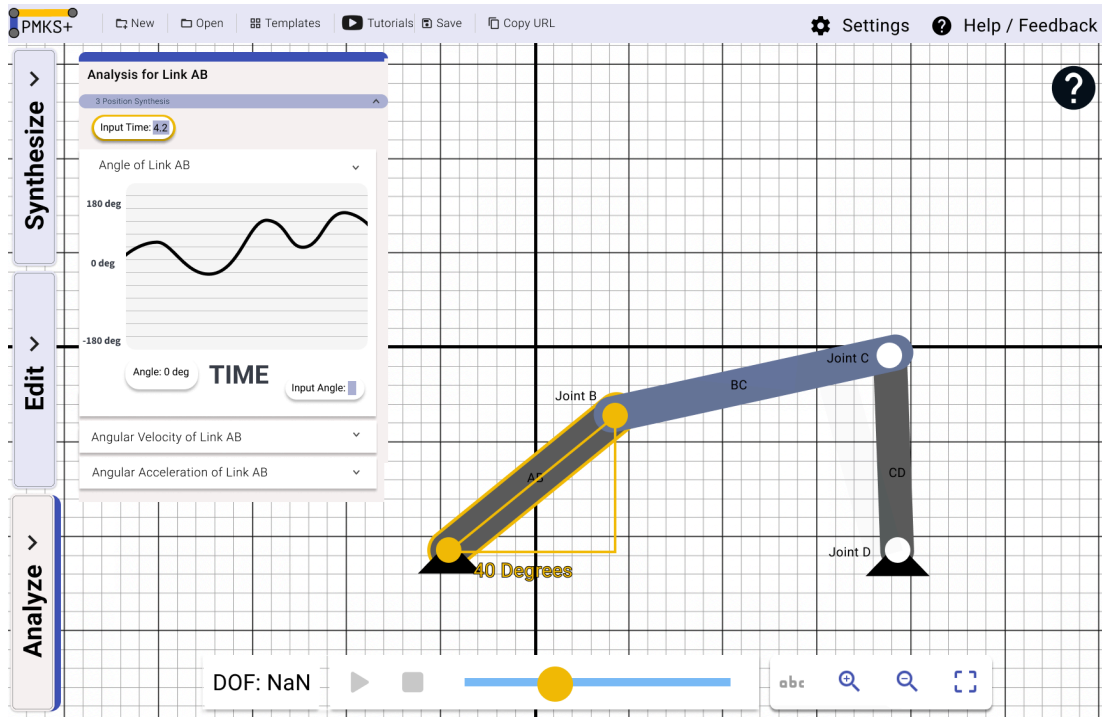 PMKS+
New
Open
Templates
Tutorials
Save
Copy URL
Settings
Help / Feedback
?
Synthesize
Edit
Analyze
Analysis for Link AB
3 Position Synthesis
Input Time: 4.2
Angle of Link AB
180 deg
0 deg
-180 deg
Angle: 0 deg
TIME
Input Angle:
Angular Velocity of Link AB
Angular Acceleration of Link AB
Joint B
Joint C
BC
AB
CD
Joint D
40 Degrees
DOF: NaN
abc